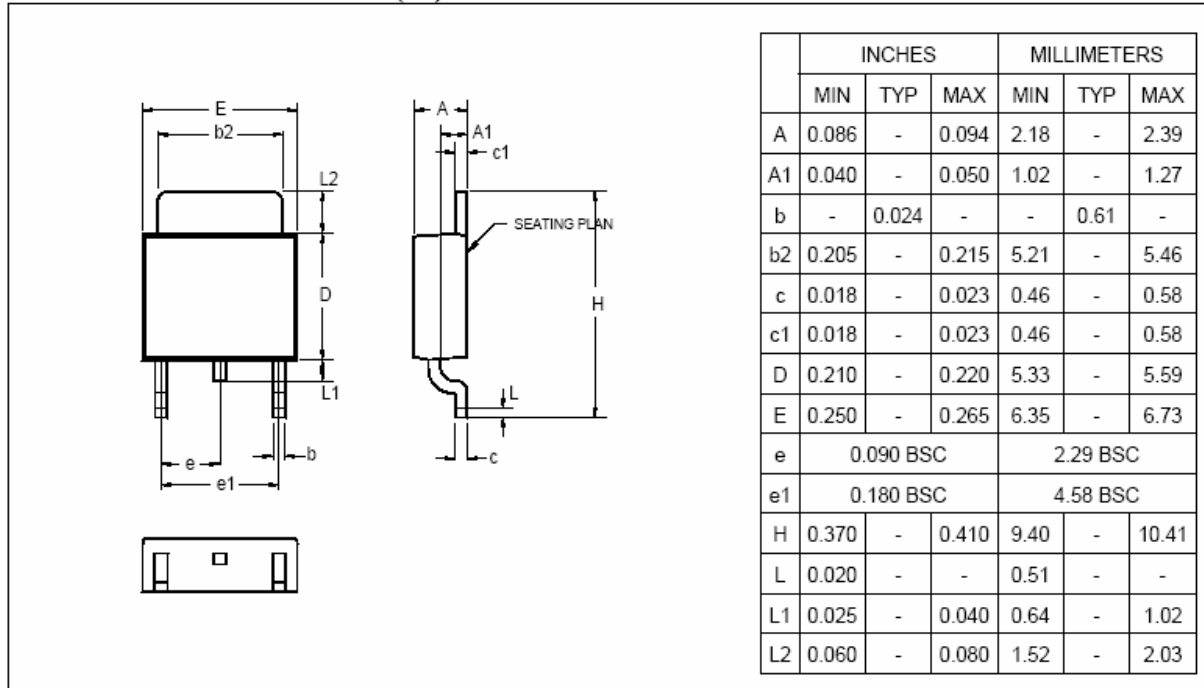 E
b2
L2
D
L1
e
b
e1
A
A1
c1
SEATING PLAN
H
L
c
INCHES MILLIMETERS
MIN TYP MAX MIN TYP MAX
A 0.086 - 0.094 2.18 - 2.39
A1 0.040 - 0.050 1.02 - 1.27
b - 0.024 - - 0.61 -
b2 0.205 - 0.215 5.21 - 5.46
c 0.018 - 0.023 0.46 - 0.58
c1 0.018 - 0.023 0.46 - 0.58
D 0.210 - 0.220 5.33 - 5.59
E 0.250 - 0.265 6.35 - 6.73
e 0.090 BSC 2.29 BSC
e1 0.180 BSC 4.58 BSC
H 0.370 - 0.410 9.40 - 10.41
L 0.020 - - 0.51 - -
L1 0.025 - 0.040 0.64 - 1.02
L2 0.060 - 0.080 1.52 - 2.03